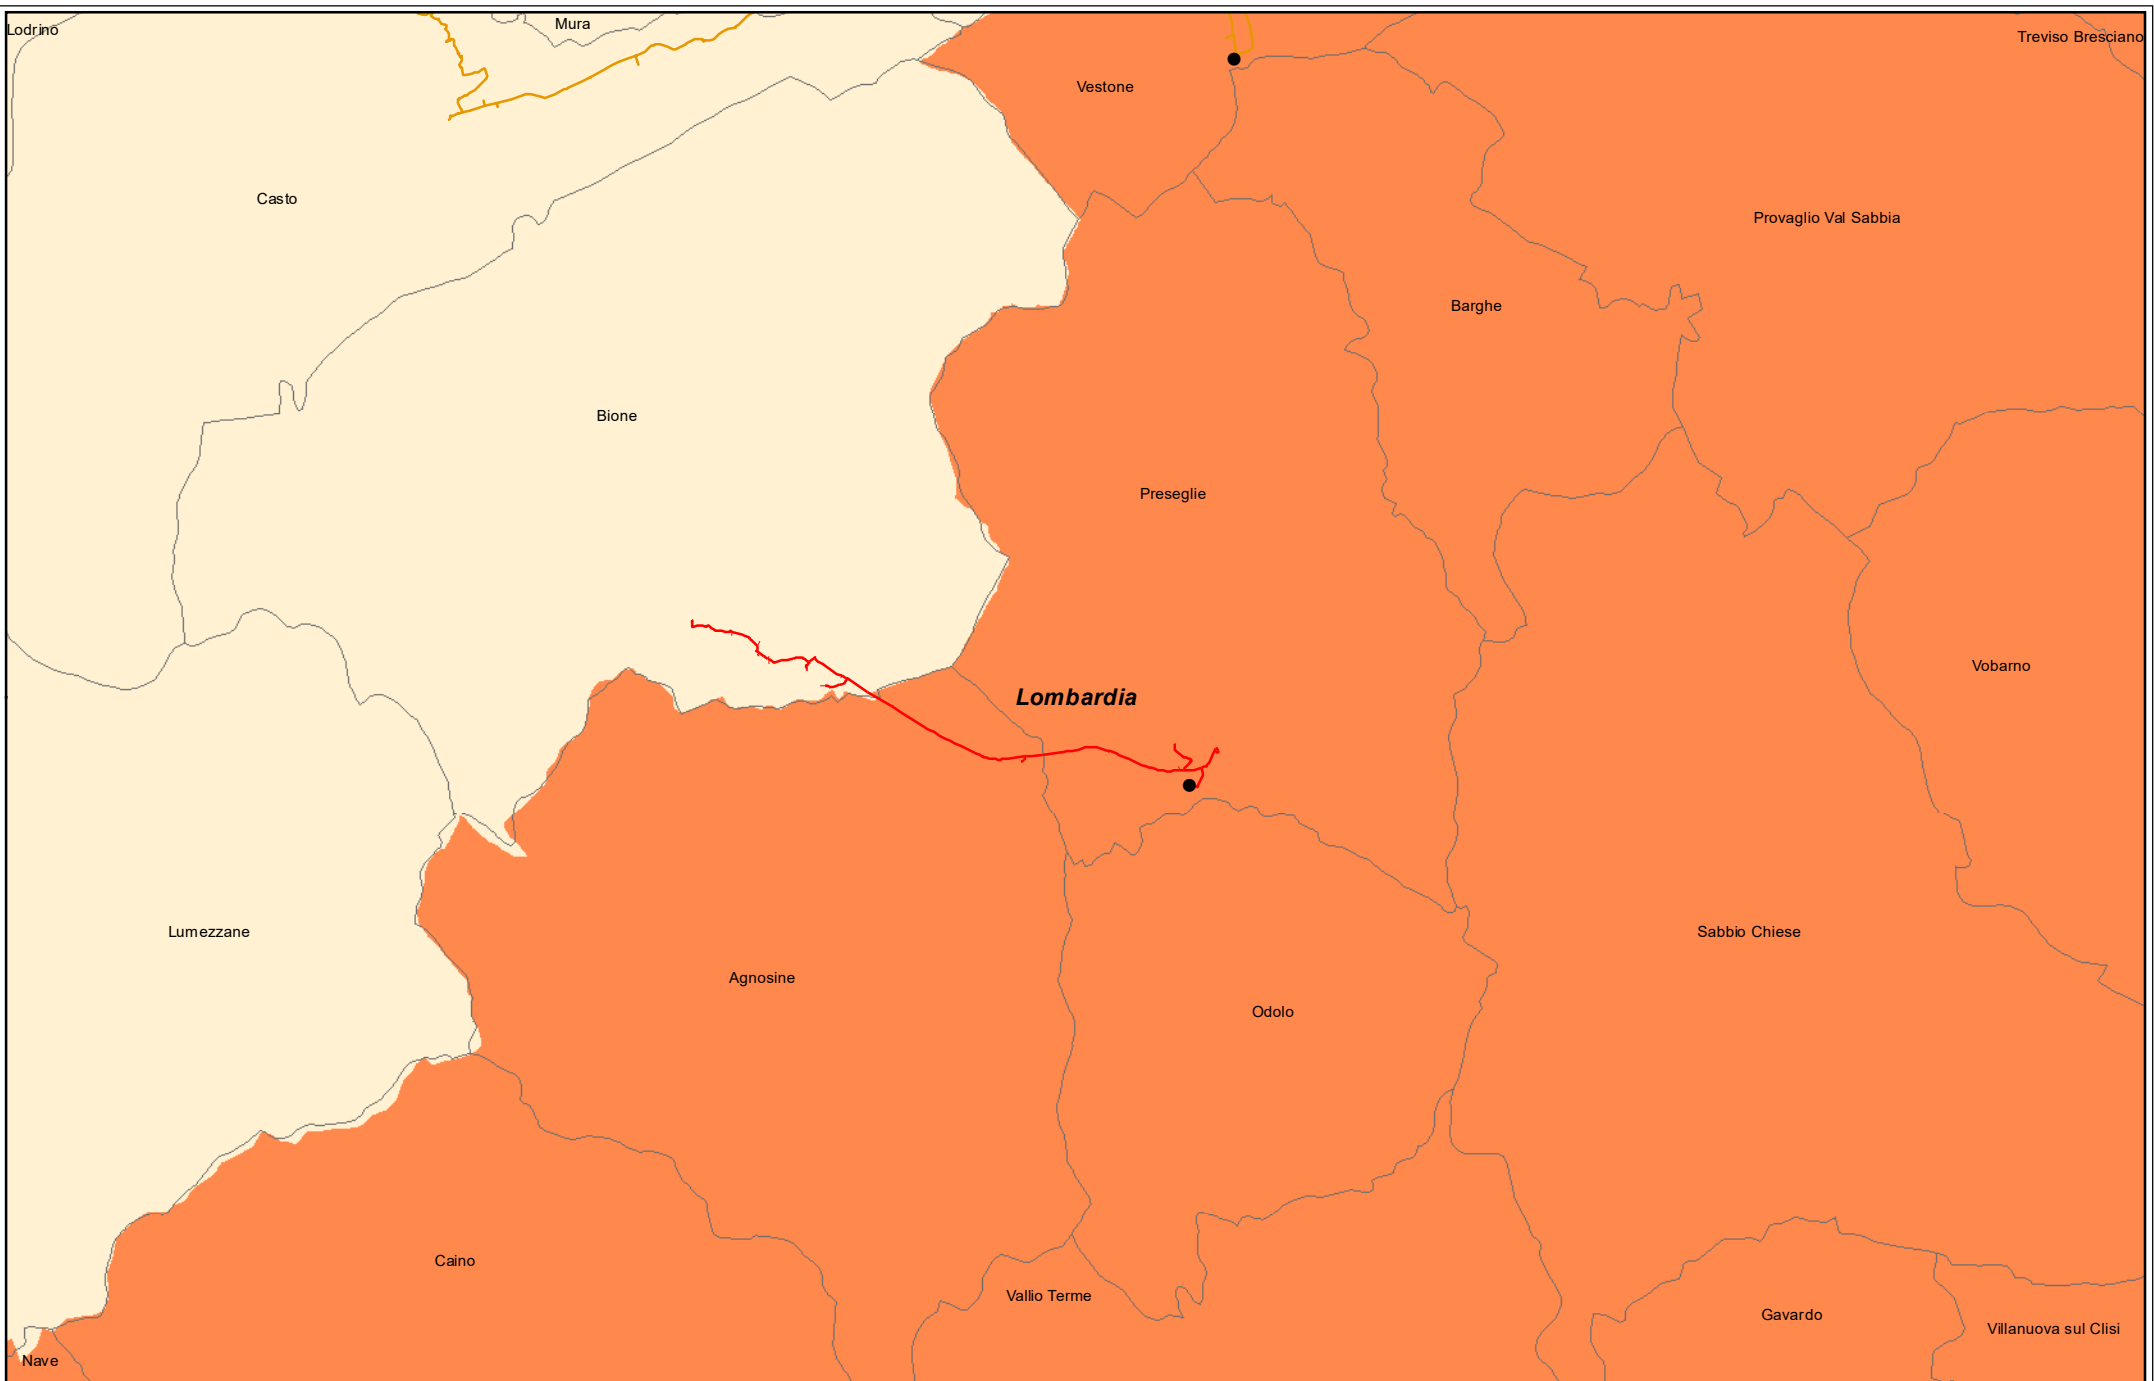 Lodrino
Mura
Treviso Bresciano
Vestone
Casto
Provaglio Val Sabbia
Barghe
Bione
Preseglie
Vobarno
Lombardia
Lumezzane
Sabbio Chiese
Agnosine
Odolo
Caino
Vallio Terme
Gavardo
Villanuova sul Clisi
Nave